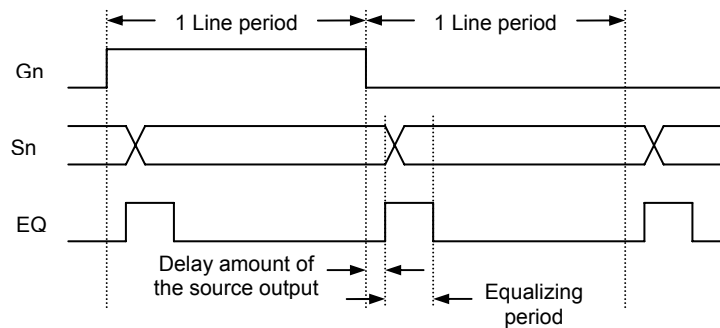 1 Line period
1 Line period
Gn
Sn
EQ
Delay amount of
the source output
Equalizing
period